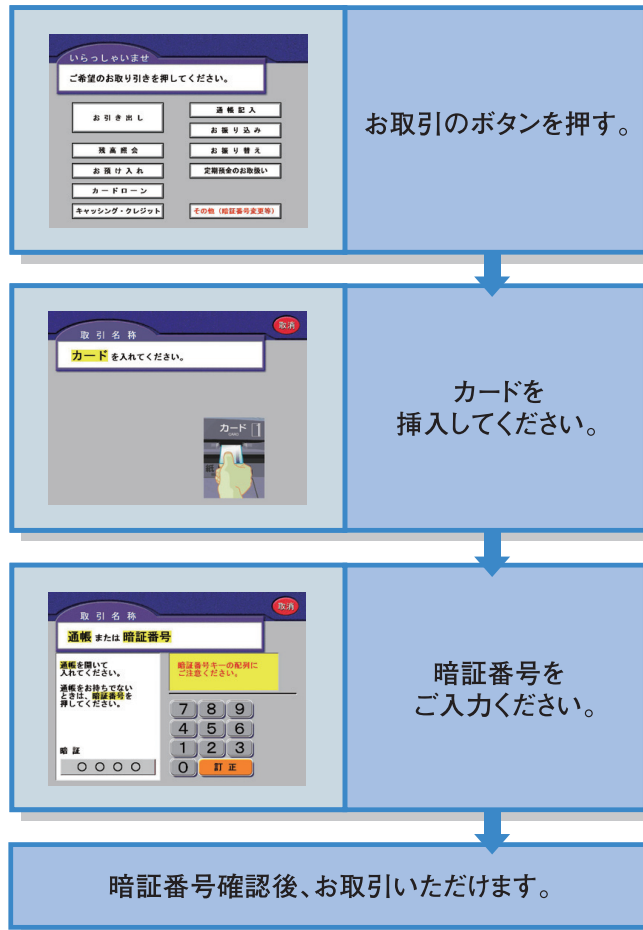 いらっしゃいませ
ご希望のお取り引きを押してください。
お引き出し
通帳記入
お振り込み
残高照会
お振り替え
お預け入れ
定期預金のお取扱い
カードローン
キャッシング・クレジット
その他（暗証番号変更等）
お取引のボタンを押す。
取引名称
取消
カードを入れてください。
カード
カードを
挿入してください。
取引名称
取消
通帳または暗証番号
通帳を開いて
入れてください。
通帳をお持ちでない
ときは、暗証番号を
押してください。
暗証
○○○○
暗証番号キーの配列に
ご注意ください。
7 8 9
4 5 6
1 2 3
0 訂正
暗証番号を
ご入力ください。
暗証番号確認後、お取引いただけます。